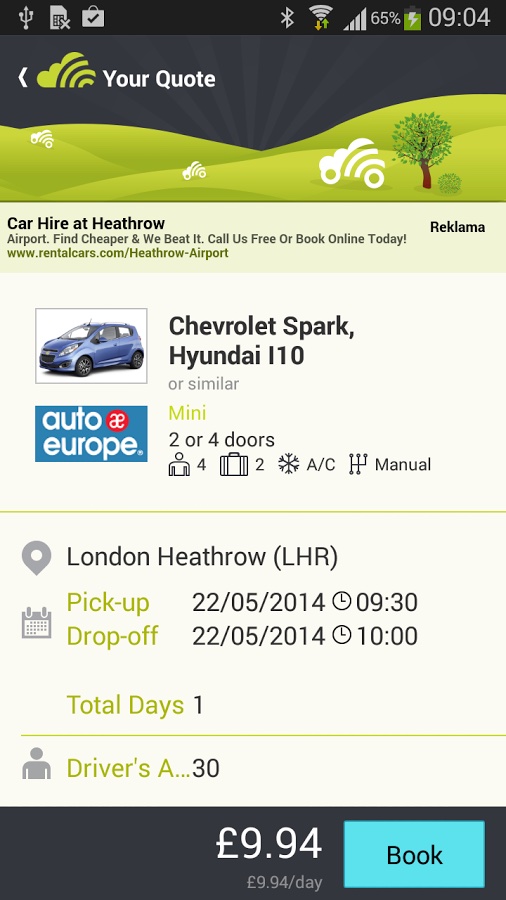 65% 09:04
Your Quote
Car Hire at Heathrow
Reklama
Airport. Find Cheaper & We Beat It. Call Us Free Or Book Online Today!
www.rentalcars.com/Heathrow-Airport
Chevrolet Spark,
Hyundai I10
or similar
Mini
auto
europe®
2 or 4 doors
4 2 A/C Manual
London Heathrow (LHR)
Pick-up 22/05/2014 09:30
Drop-off 22/05/2014 10:00
Total Days 1
Driver's A...30
£9.94
£9.94/day
Book